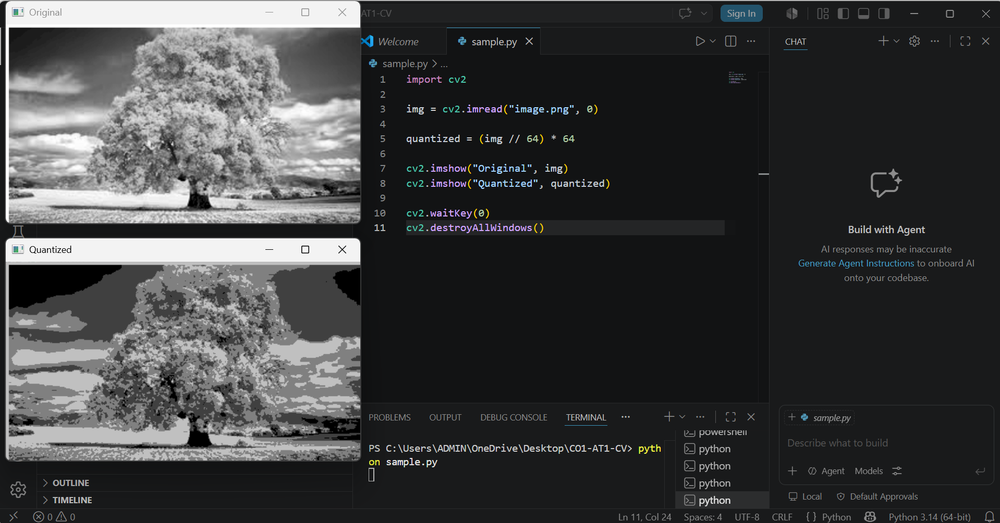 Original
AT1-CV
Sign In
Welcome
sample.py
CHAT
sample.py > ...
1 import cv2
2
3 img = cv2.imread("image.png", 0)
4
5 quantized = (img // 64) * 64
6
7 cv2.imshow("Original", img)
8 cv2.imshow("Quantized", quantized)
9
10 cv2.waitKey(0)
11 cv2.destroyAllWindows()
Quantized
Build with Agent
AI responses may be inaccurate
Generate Agent Instructions to onboard AI
onto your codebase.
PROBLEMS OUTPUT DEBUG CONSOLE TERMINAL ...
PS C:\Users\ADMIN\OneDrive\Desktop\CO1-AT1-CV> pyth
on sample.py
powershell
python
python
python
python
sample.py
Describe what to build
Agent Models
Local Default Approvals
OUTLINE
TIMELINE
0 0
Ln 11, Col 24 Spaces: 4 UTF-8 CRLF { } Python Python 3.14 (64-bit)